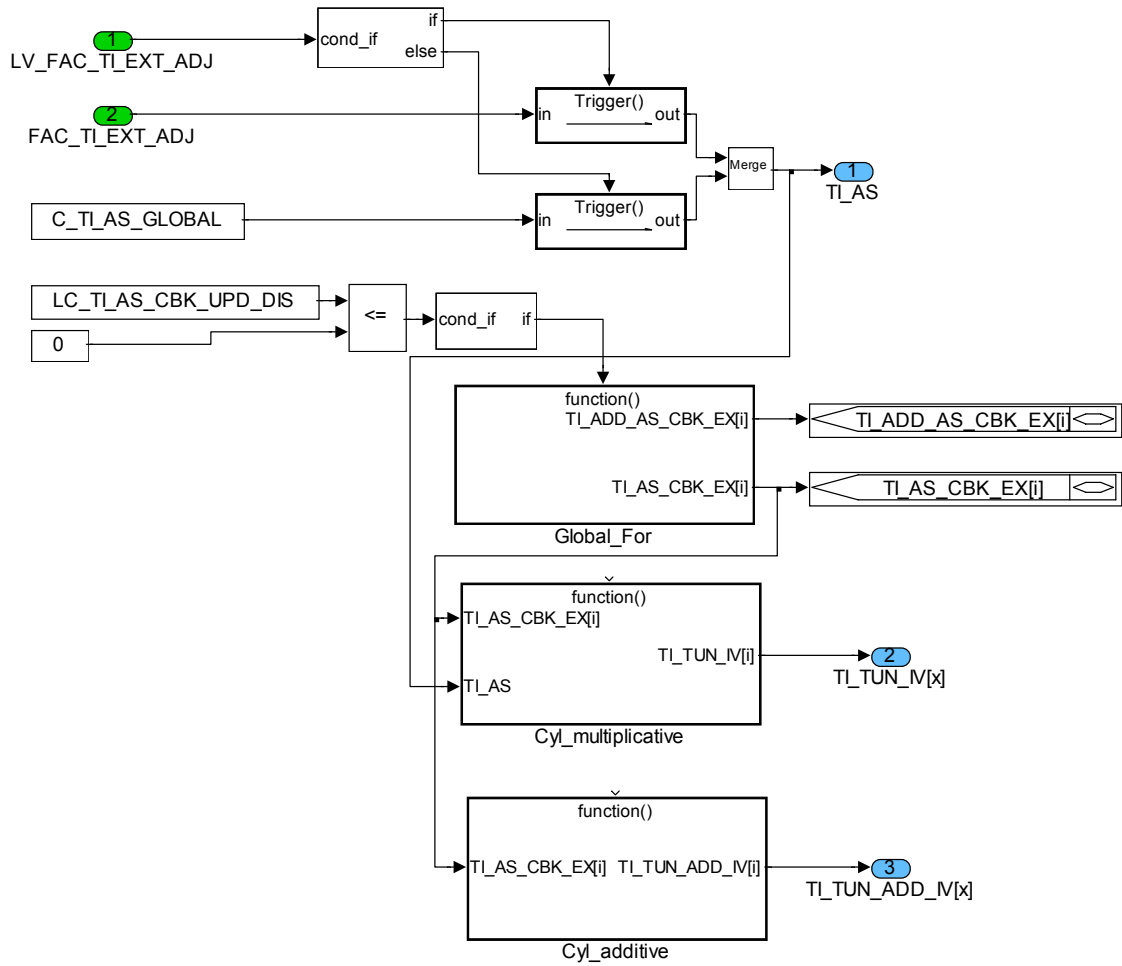 if
1
cond_if
else
LV_FAC_TI_EXT_ADJ
Trigger()
2
in
out
FAC_TI_EXT_ADJ
Merge
1
TI_AS
Trigger()
C_TI_AS_GLOBAL
in
out
LC_TI_AS_CBK_UPD_DIS
<=
cond_if
if
0
function()
TI_ADD_AS_CBK_EX[i]
TI_ADD_AS_CBK_EX[i]
TI_AS_CBK_EX[i]
TI_AS_CBK_EX[i]
Global_For
function()
TI_AS_CBK_EX[i]
TI_TUN_IV[i]
2
TI_TUN_IV[x]
TI_AS
Cyl_multiplicative
function()
TI_AS_CBK_EX[i]
TI_TUN_ADD_IV[i]
3
TI_TUN_ADD_IV[x]
Cyl_additive